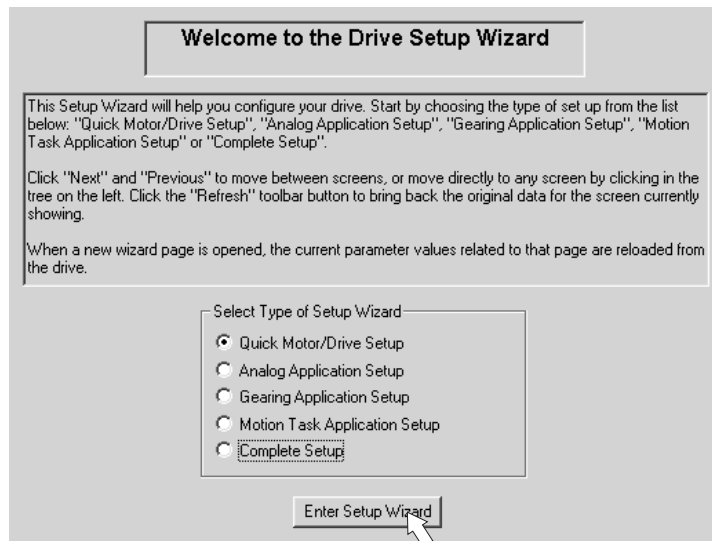 Welcome to the Drive Setup Wizard
This Setup Wizard will help you configure your drive. Start by choosing the type of set up from the list
below: "Quick Motor/Drive Setup", "Analog Application Setup", "Gearing Application Setup", "Motion
Task Application Setup" or "Complete Setup".
Click "Next" and "Previous" to move between screens, or move directly to any screen by clicking in the
tree on the left. Click the "Refresh" toolbar button to bring back the original data for the screen currently
showing.
When a new wizard page is opened, the current parameter values related to that page are reloaded from
the drive.
Select Type of Setup Wizard
Quick Motor/Drive Setup
Analog Application Setup
Gearing Application Setup
Motion Task Application Setup
Complete Setup
Enter Setup Wizard